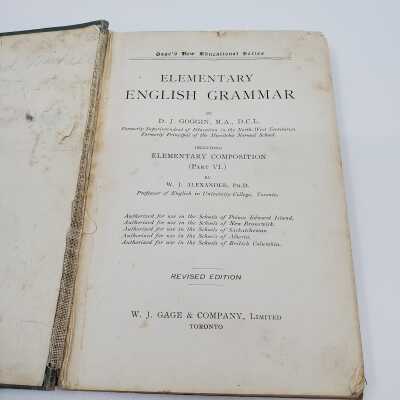 Gage's New Educational Series
ELEMENTARY
ENGLISH GRAMMAR
BY
D. J. GOGGIN, M.A., D.C.L.
Formerly Superintendent of Education in the North-West Territories.
Formerly Principal of the Manitoba Normal School.
INCLUDING
ELEMENTARY COMPOSITION
(PART VI.)
BY
W. J. ALEXANDER, PH.D.
Professor of English in University College, Toronto.
Authorized for use in the Schools of Prince Edward Island.
Authorized for use in the Schools of New Brunswick.
Authorized for use in the Schools of Saskatchewan.
Authorized for use in the Schools of Alberta.
Authorized for use in the Schools of British Columbia.
REVISED EDITION
W. J. GAGE & COMPANY, LIMITED
TORONTO